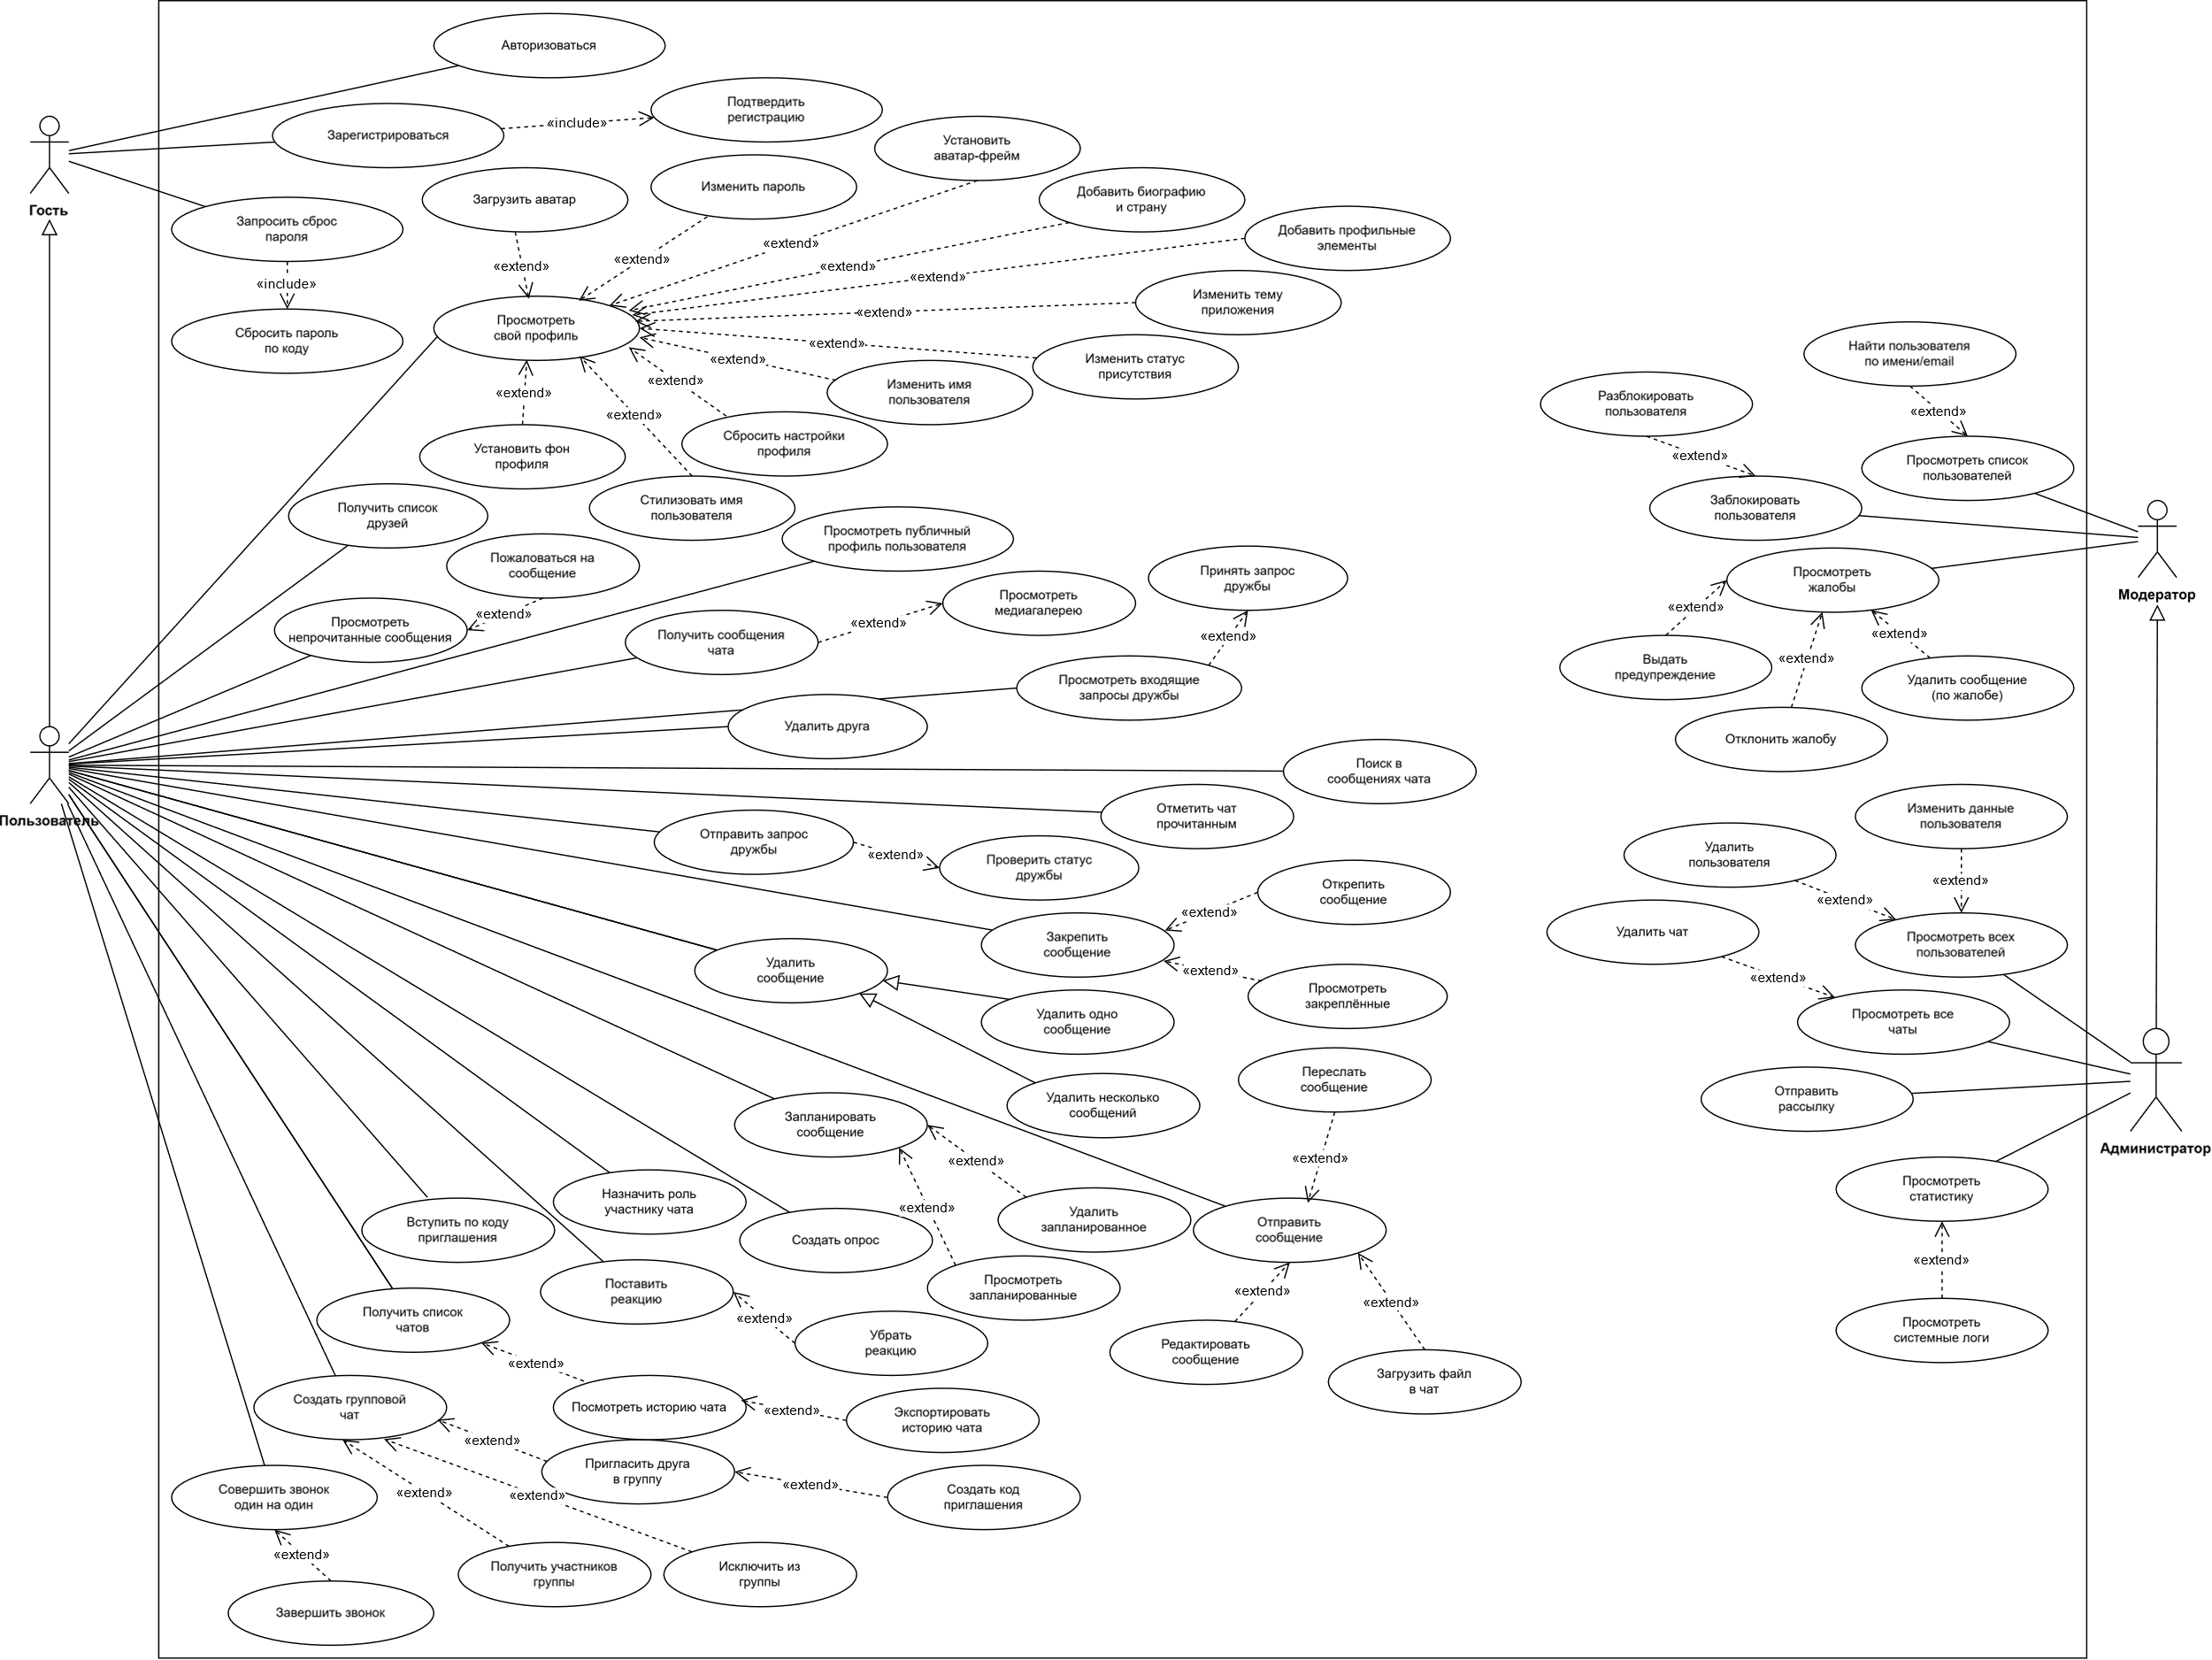 Авторизоваться
Подтвердить
регистрацию
Зарегистрироваться
«include»
Установить
аватар-фрейм
Изменить пароль
Загрузить аватар
Добавить биографию
и страну
Гость
Запросить сброс
пароля
Добавить профильные
элементы
«extend»
«extend»
«extend»
«extend»
«extend»
«include»
Изменить тему
приложения
Сбросить пароль
по коду
Просмотреть
свой профиль
«extend»
«extend»
«extend»
Изменить статус
присутствия
Изменить имя
пользователя
«extend»
«extend»
«extend»
Установить фон
профиля
Сбросить настройки
профиля
Стилизовать имя
пользователя
Найти пользователя
по имени/email
Разблокировать
пользователя
«extend»
«extend»
Просмотреть список
пользователей
Заблокировать
пользователя
Модератор
Получить список
друзей
Просмотреть публичный
профиль пользователя
Пожаловаться на
сообщение
«extend»
Просмотреть
непрочитанные сообщения
Получить сообщения
чата
«extend»
Просмотреть
медиагалерею
Принять запрос
дружбы
«extend»
Просмотреть входящие
запросы дружбы
Удалить друга
Просмотреть
жалобы
«extend»
«extend»
«extend»
Выдать
предупреждение
Удалить сообщение
(по жалобе)
Отклонить жалобу
Пользователь
Поиск в
сообщениях чата
Отметить чат
прочитанным
Отправить запрос
дружбы
«extend»
Проверить статус
дружбы
Открепить
сообщение
«extend»
Закрепить
сообщение
«extend»
Просмотреть
закреплённые
Удалить
сообщение
Удалить одно
сообщение
Удалить несколько
сообщений
Изменить данные
пользователя
Удалить
пользователя
«extend»
«extend»
Удалить чат
Просмотреть всех
пользователей
«extend»
Просмотреть все
чаты
Отправить
рассылку
Администратор
Просмотреть
статистику
«extend»
Просмотреть
системные логи
Переслать
сообщение
«extend»
Запланировать
сообщение
«extend»
«extend»
Удалить
запланированное
Просмотреть
запланированные
Отправить
сообщение
«extend»
«extend»
Редактировать
сообщение
Загрузить файл
в чат
Назначить роль
участнику чата
Вступить по коду
приглашения
Создать опрос
Поставить
реакцию
«extend»
Убрать
реакцию
Получить список
чатов
«extend»
Посмотреть историю чата
«extend»
Экспортировать
историю чата
Создать групповой
чат
«extend»
Пригласить друга
в группу
«extend»
Создать код
приглашения
«extend»
«extend»
Совершить звонок
один на один
«extend»
Получить участников
группы
Исключить из
группы
Завершить звонок